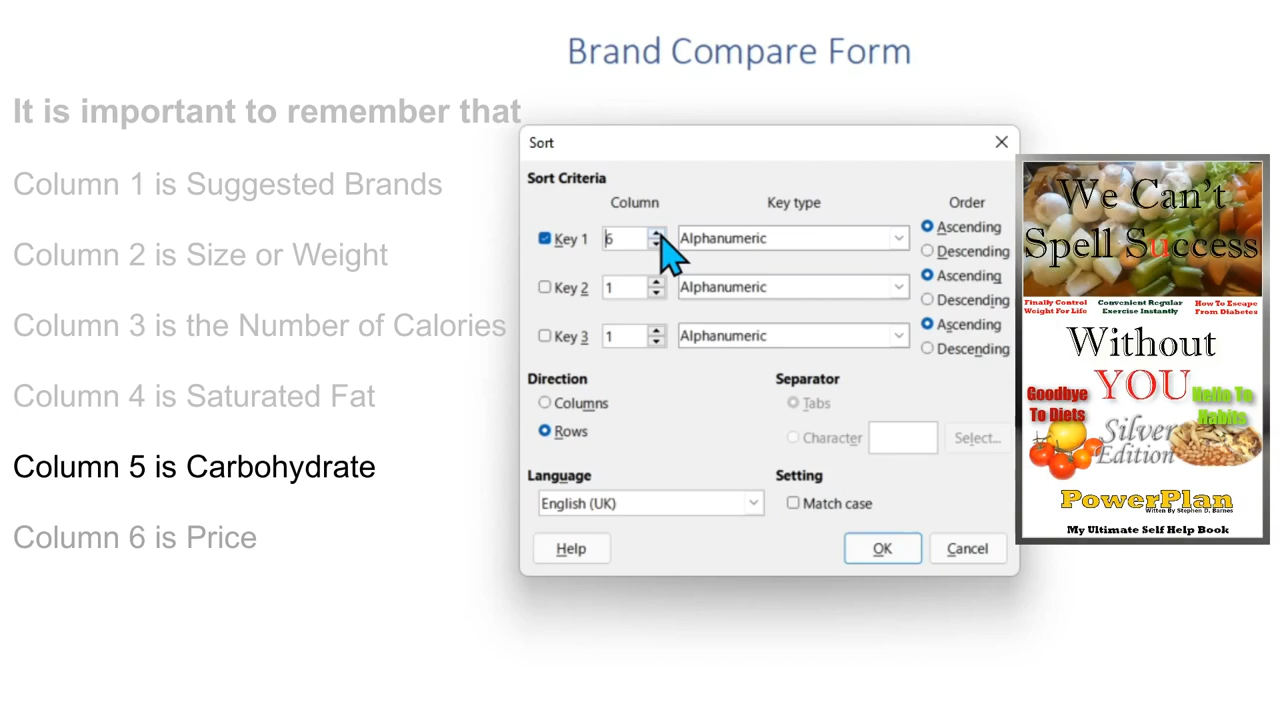 Brand Compare Form
It is important to remember that
Column 1 is Suggested Brands
Column 2 is Size or Weight
Column 3 is the Number of Calories
Column 4 is Saturated Fat
Column 5 is Carbohydrate
Column 6 is Price
Sort
Sort Criteria
Column Key type Order
Key 1 6 Alphanumeric Ascending
Descending
Key 2 1 Alphanumeric Ascending
Descending
Key 3 1 Alphanumeric Ascending
Descending
Direction Separator
Columns Tabs
Rows Character Select...
Language Setting
English (UK) Match case
Help OK Cancel
We Can't
Spell Success
Finally Control Convenient Regular How To Escape
Weight For Life Exercise Instantly From Diabetes
Without
YOU
Goodbye Hello To
To Diets Habits
Silver
Edition
PowerPlan
Written By Stephen D. Barnes
My Ultimate Self Help Book